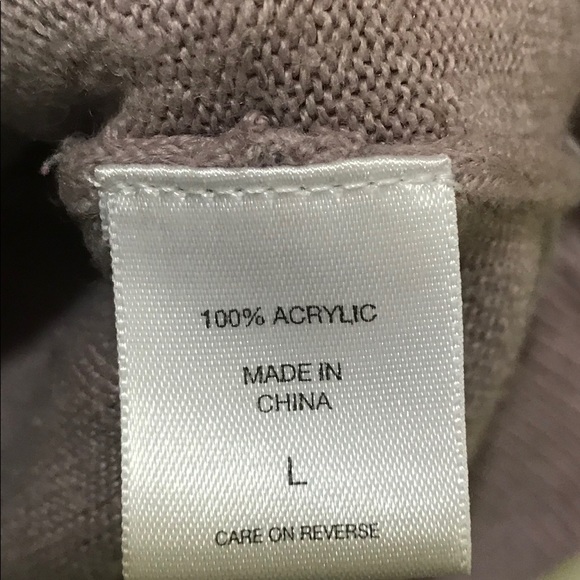 100% ACRYLIC
MADE IN
CHINA
L
CARE ON REVERSE